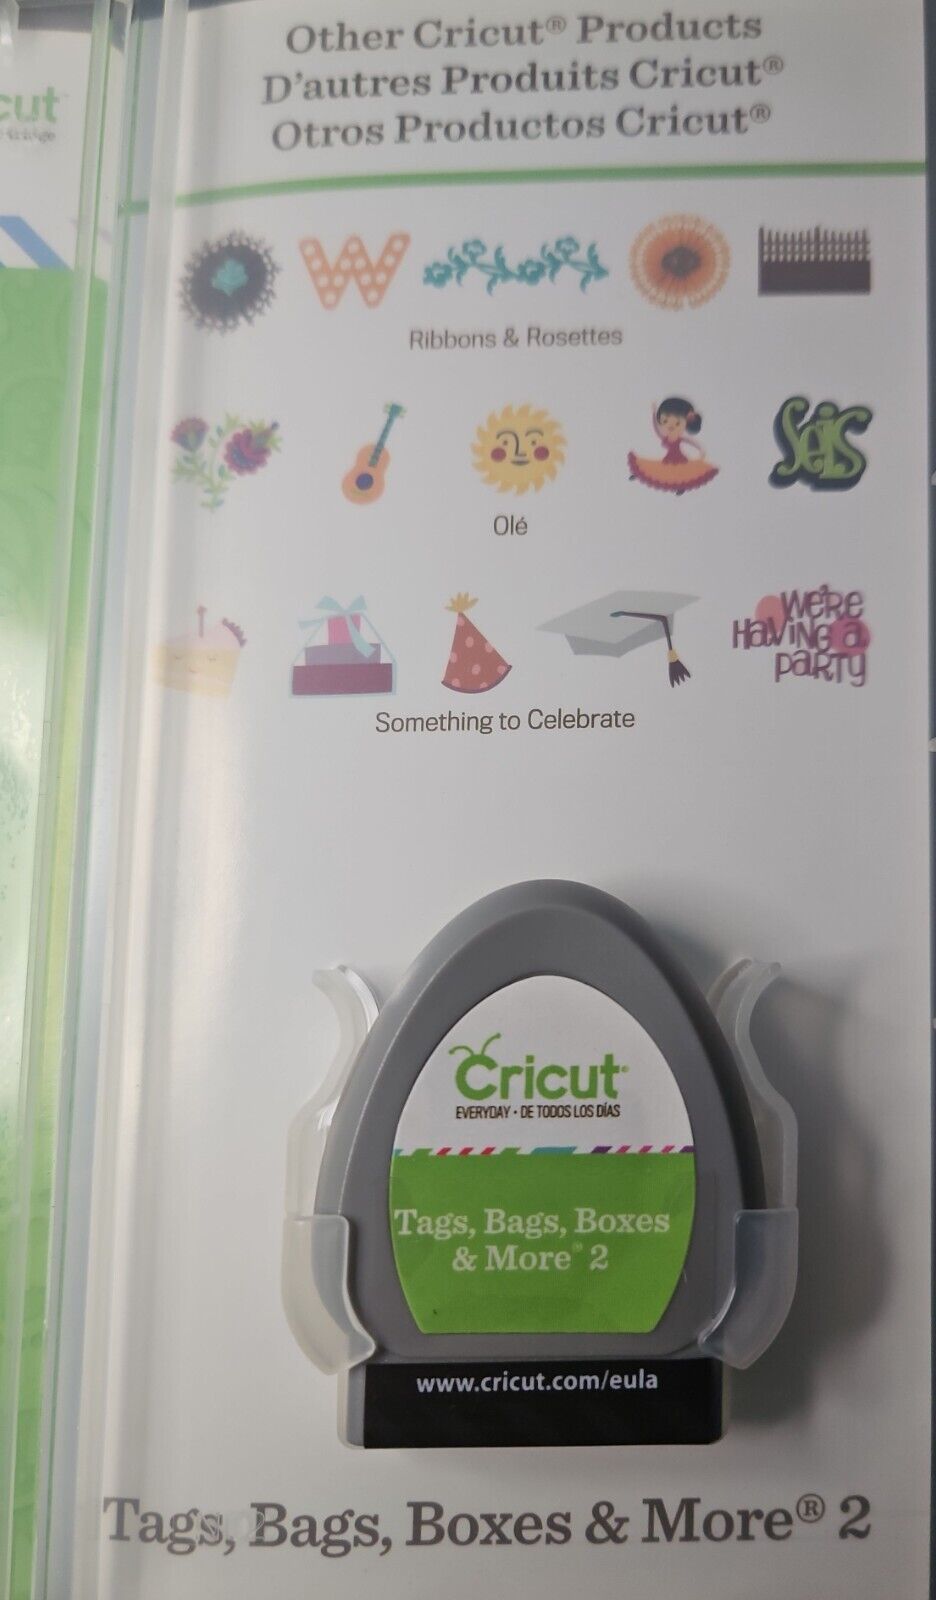 cut
Other Cricut® Products
D'autres Produits Cricut®
Otros Productos Cricut®
W
Ribbons & Rosettes
Seis
Olé
WE'RE
HAVING a
PARTY
Something to Celebrate
Cricut®
EVERYDAY • DE TODOS LOS DÍAS
Tags, Bags, Boxes
& More® 2
www.cricut.com/eula
Tags, Bags, Boxes & More® 2